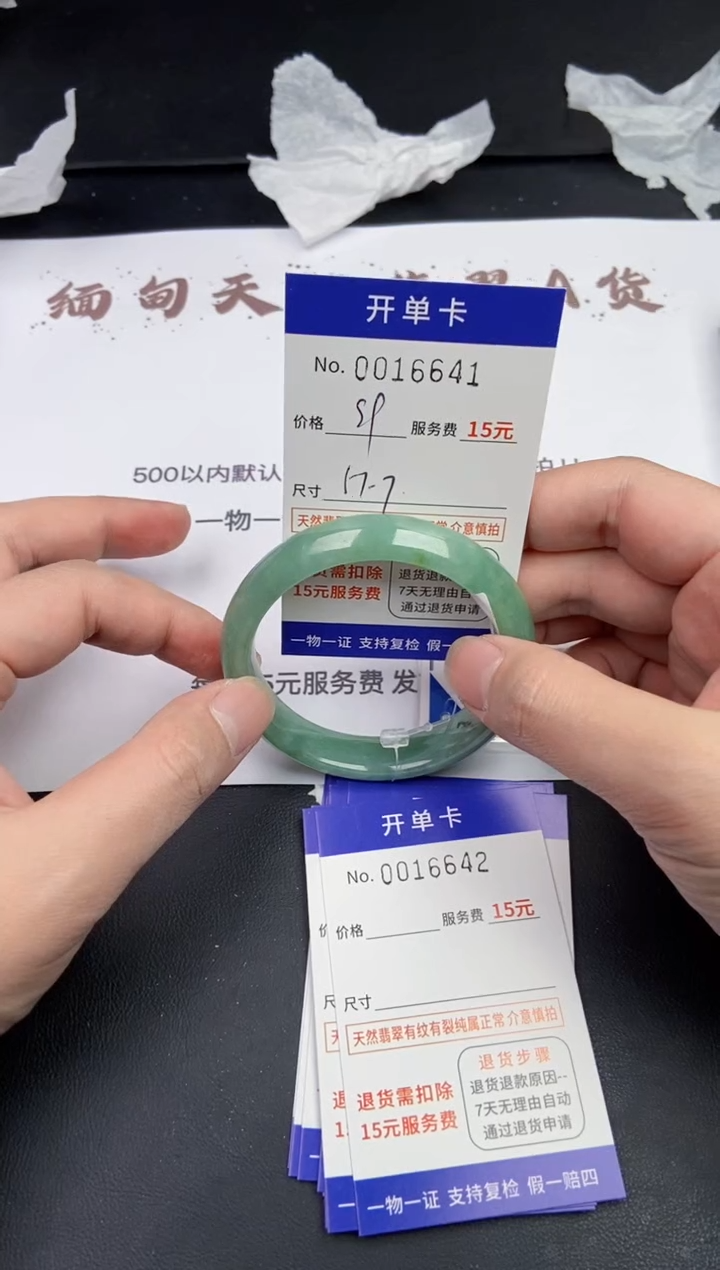 缅甸天 翡翠A货
开单卡
No. 0016641
价格 服务费 15元
尺寸 17-7
500以内默认
一物一
天然翡 常 介意慎拍
货需扣除
15元服务费
退货退款
7天无理由自
通过退货申请
一物一证 支持复检 假一
5元服务费 发
开单卡
No. 0016642
价格 服务费 15元
尺寸
天然翡翠有纹有裂纯属正常 介意慎拍
退货需扣除
15元服务费
退货步骤
退货退款原因--
7天无理由自动
通过退货申请
一物一证 支持复检 假一赔四